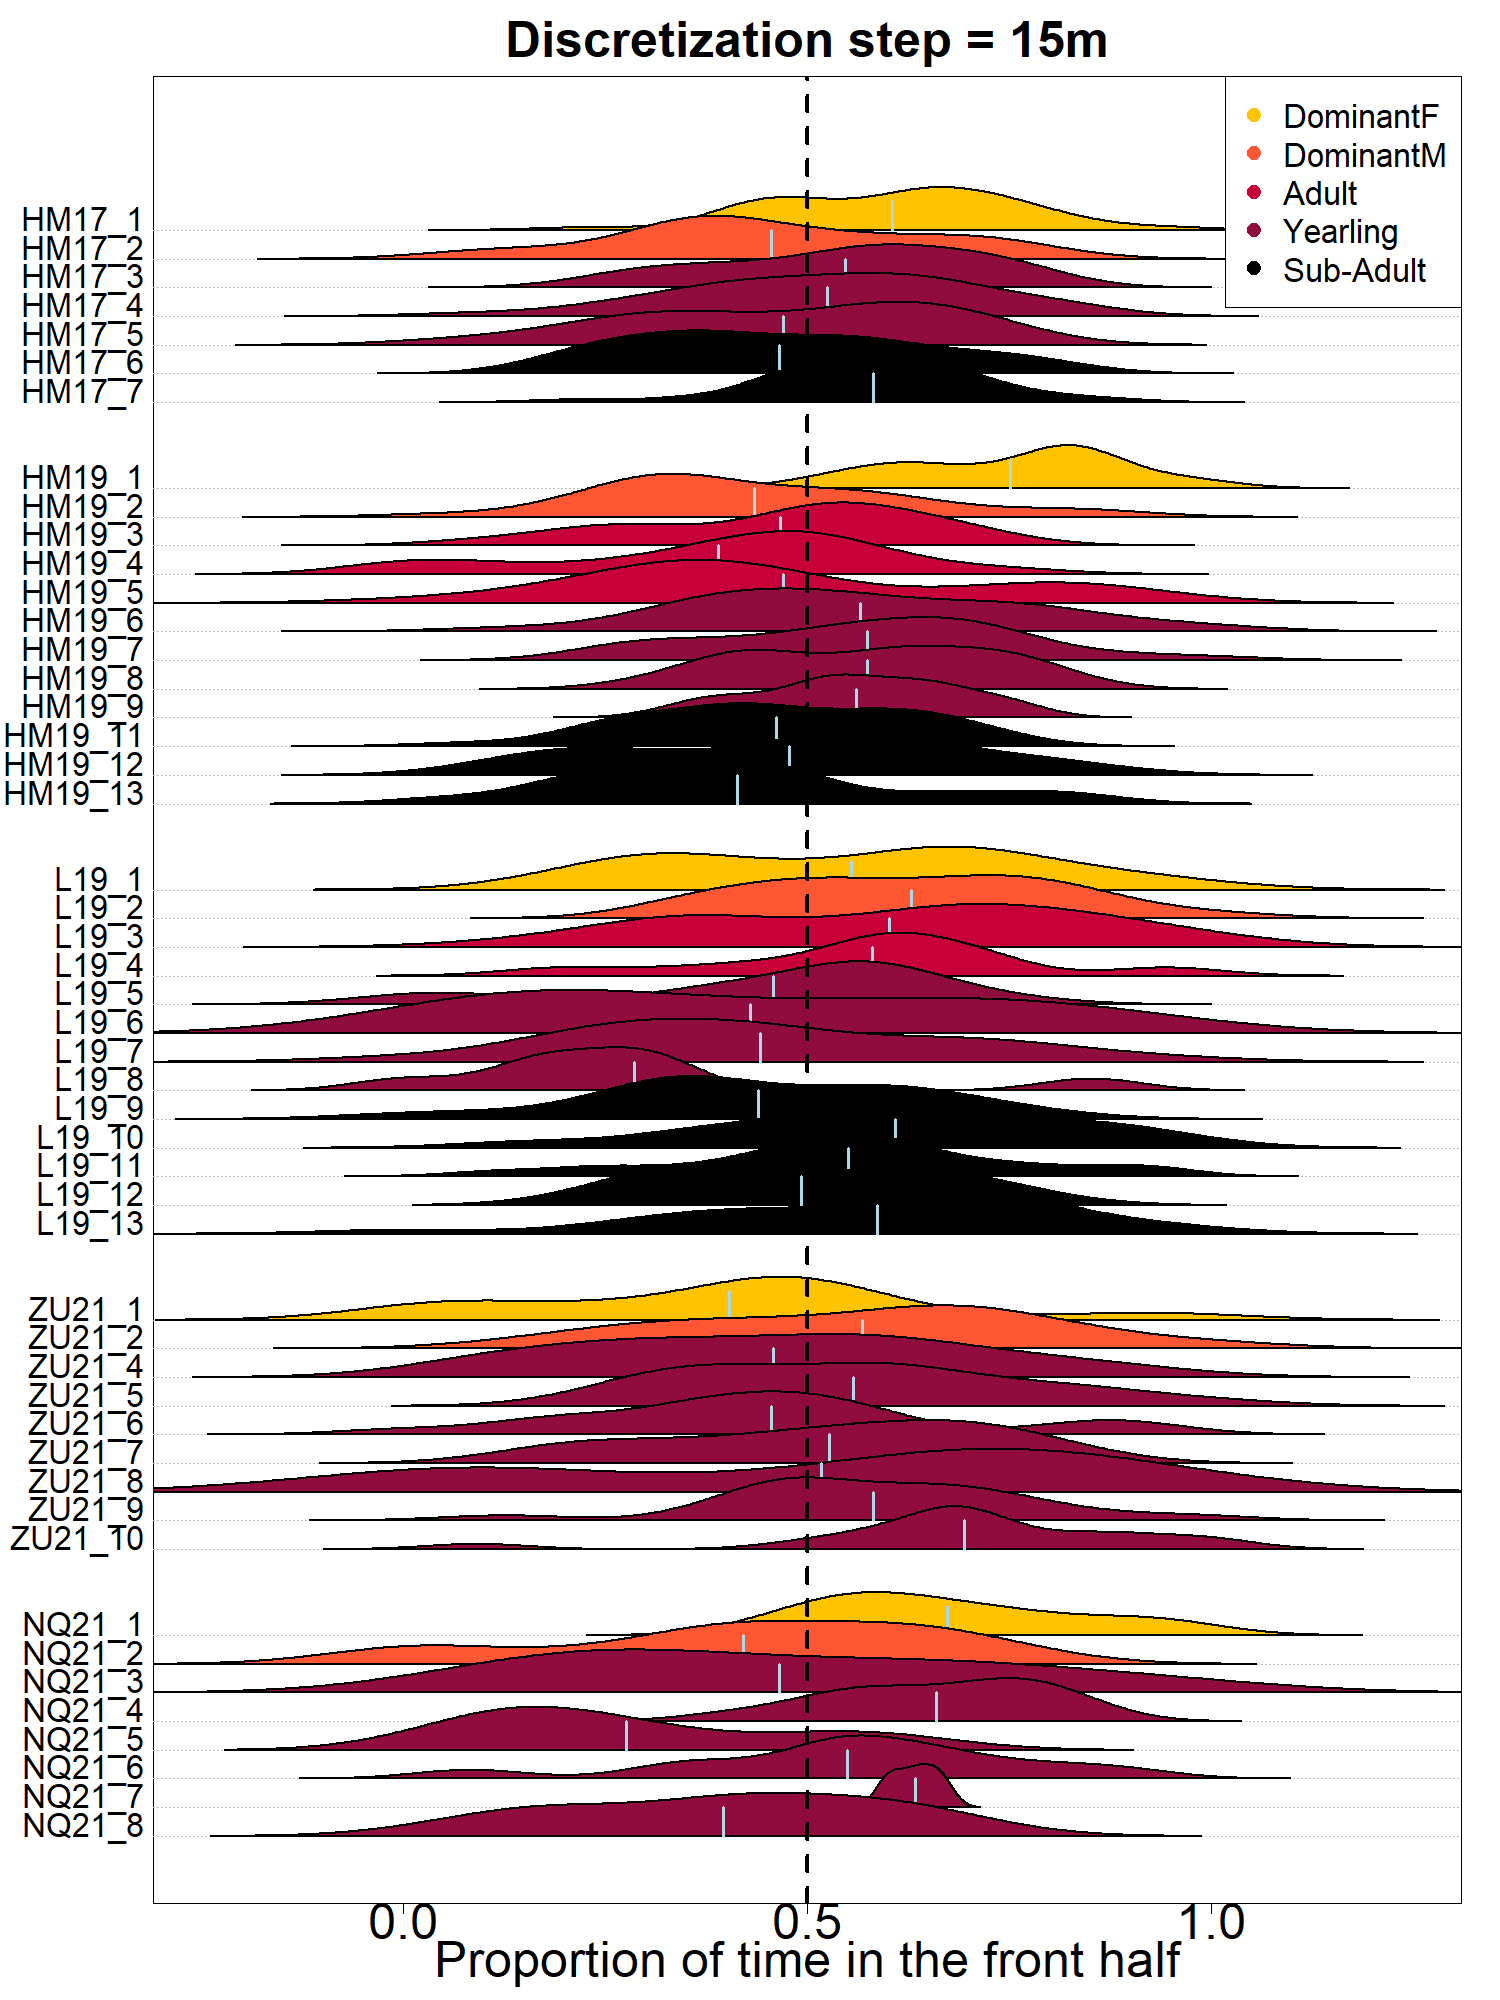 Discretization step = 15m
DominantF
DominantM
Adult
Yearling
Sub-Adult
HM17_1
HM17_2
HM17_3
HM17_4
HM17_5
HM17_6
HM17_7
HM19_1
HM19_2
HM19_3
HM19_4
HM19_5
HM19_6
HM19_7
HM19_8
HM19_9
HM19_11
HM19_12
HM19_13
L19_1
L19_2
L19_3
L19_4
L19_5
L19_6
L19_7
L19_8
L19_9
L19_10
L19_11
L19_12
L19_13
ZU21_1
ZU21_2
ZU21_4
ZU21_5
ZU21_6
ZU21_7
ZU21_8
ZU21_9
ZU21_10
NQ21_1
NQ21_2
NQ21_3
NQ21_4
NQ21_5
NQ21_6
NQ21_7
NQ21_8
0.0 0.5 1.0
Proportion of time in the front half